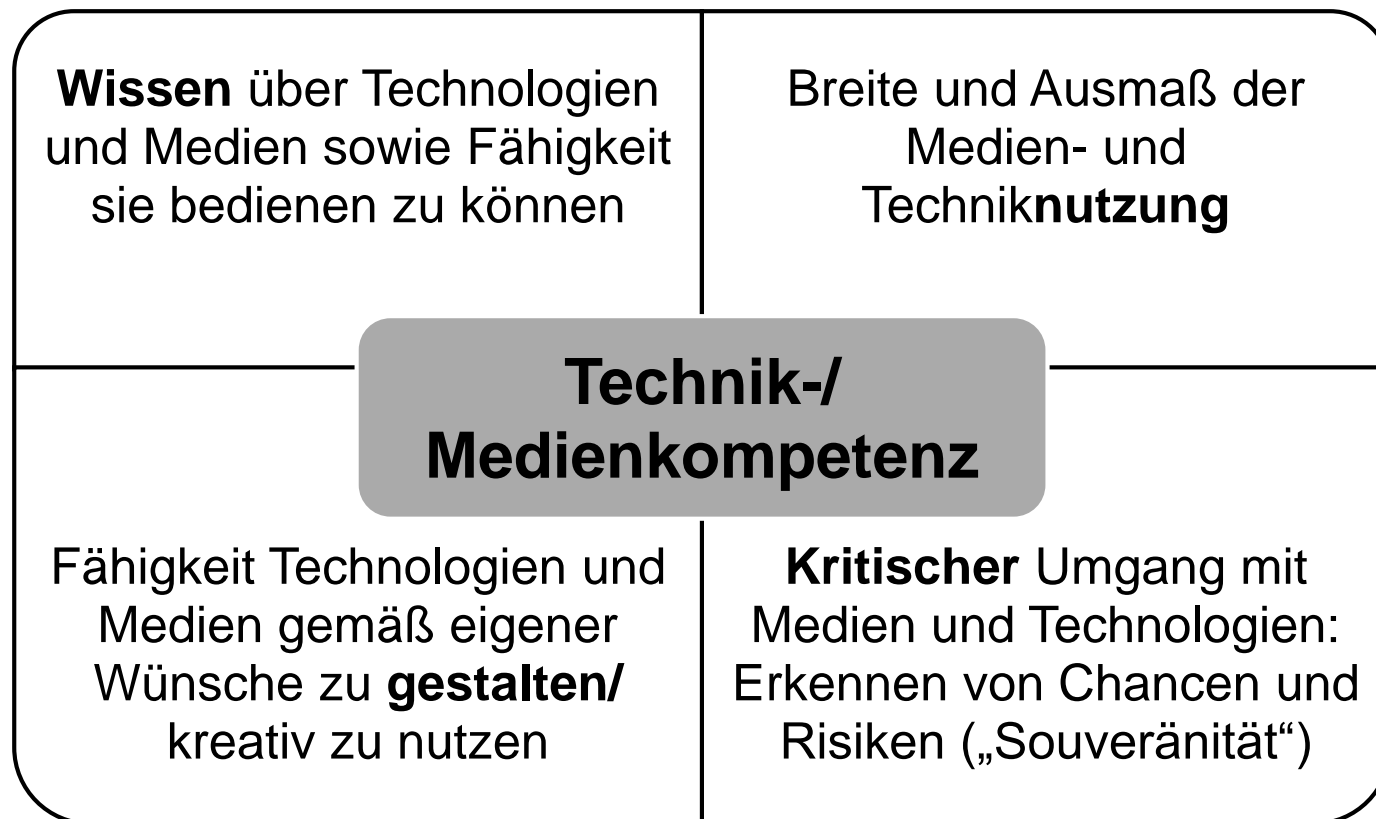 Wissen über Technologien
und Medien sowie Fähigkeit
sie bedienen zu können
Breite und Ausmaß der
Medien- und
Techniknutzung
Technik-/
Medienkompetenz
Fähigkeit Technologien und
Medien gemäß eigener
Wünsche zu gestalten/
kreativ zu nutzen
Kritischer Umgang mit
Medien und Technologien:
Erkennen von Chancen und
Risiken („Souveränität“)